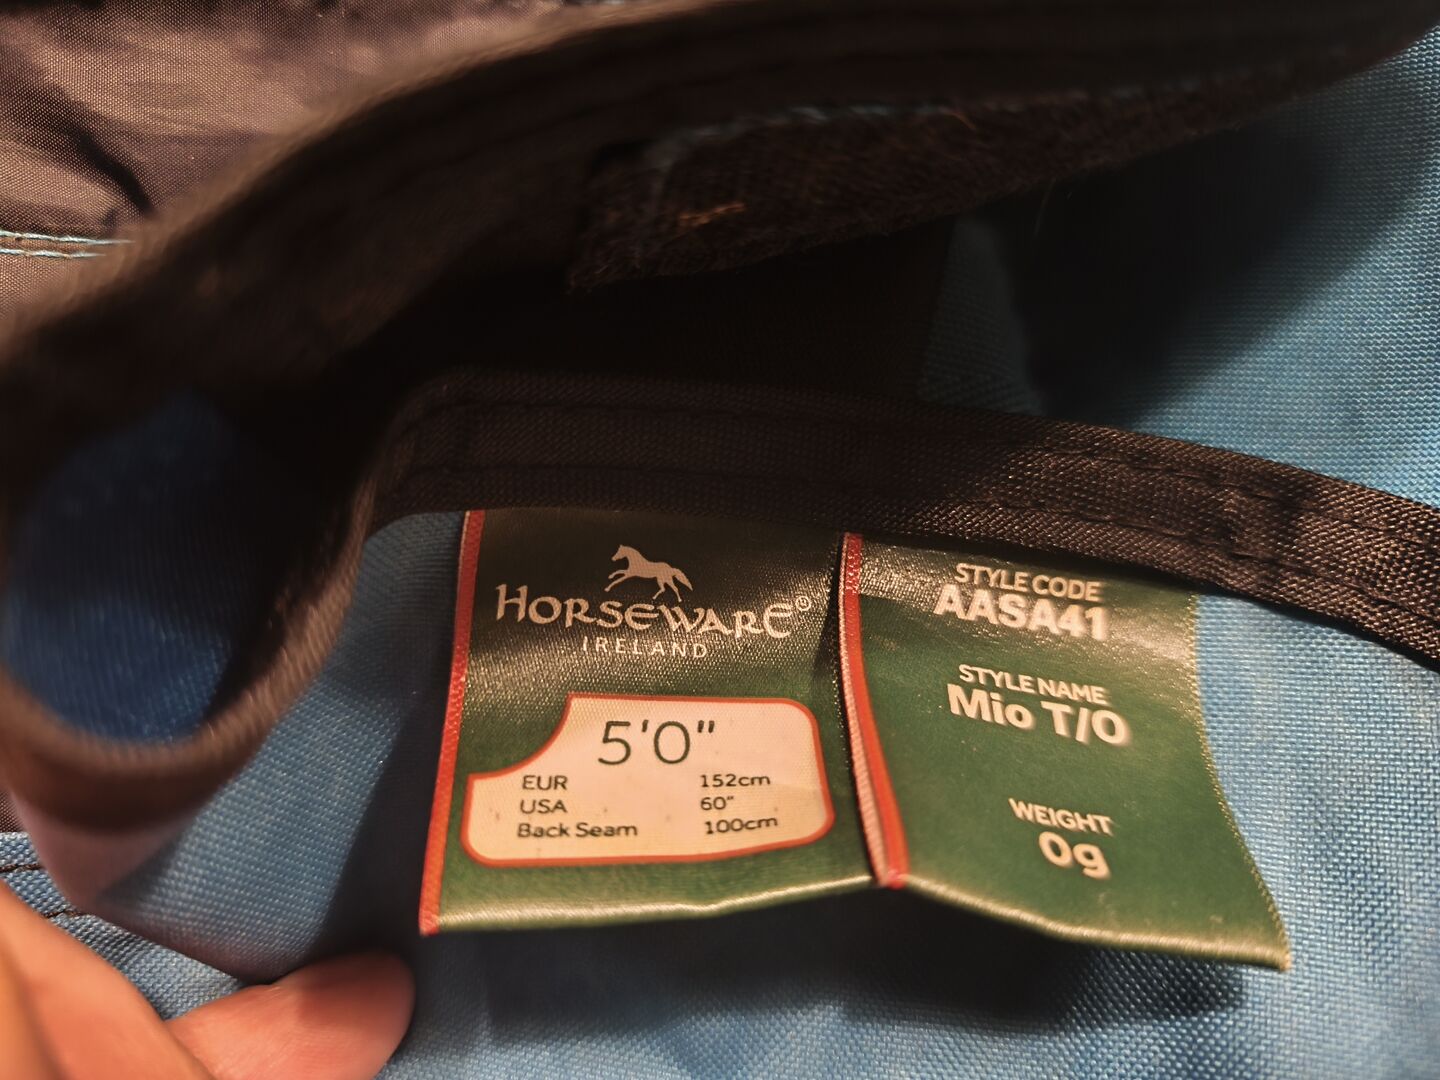 HORSEWARE®
IRELAND
5'0"
EUR 152cm
USA 60"
Back Seam 100cm
STYLE CODE
AASA41
STYLE NAME
Mio T/O
WEIGHT
0g